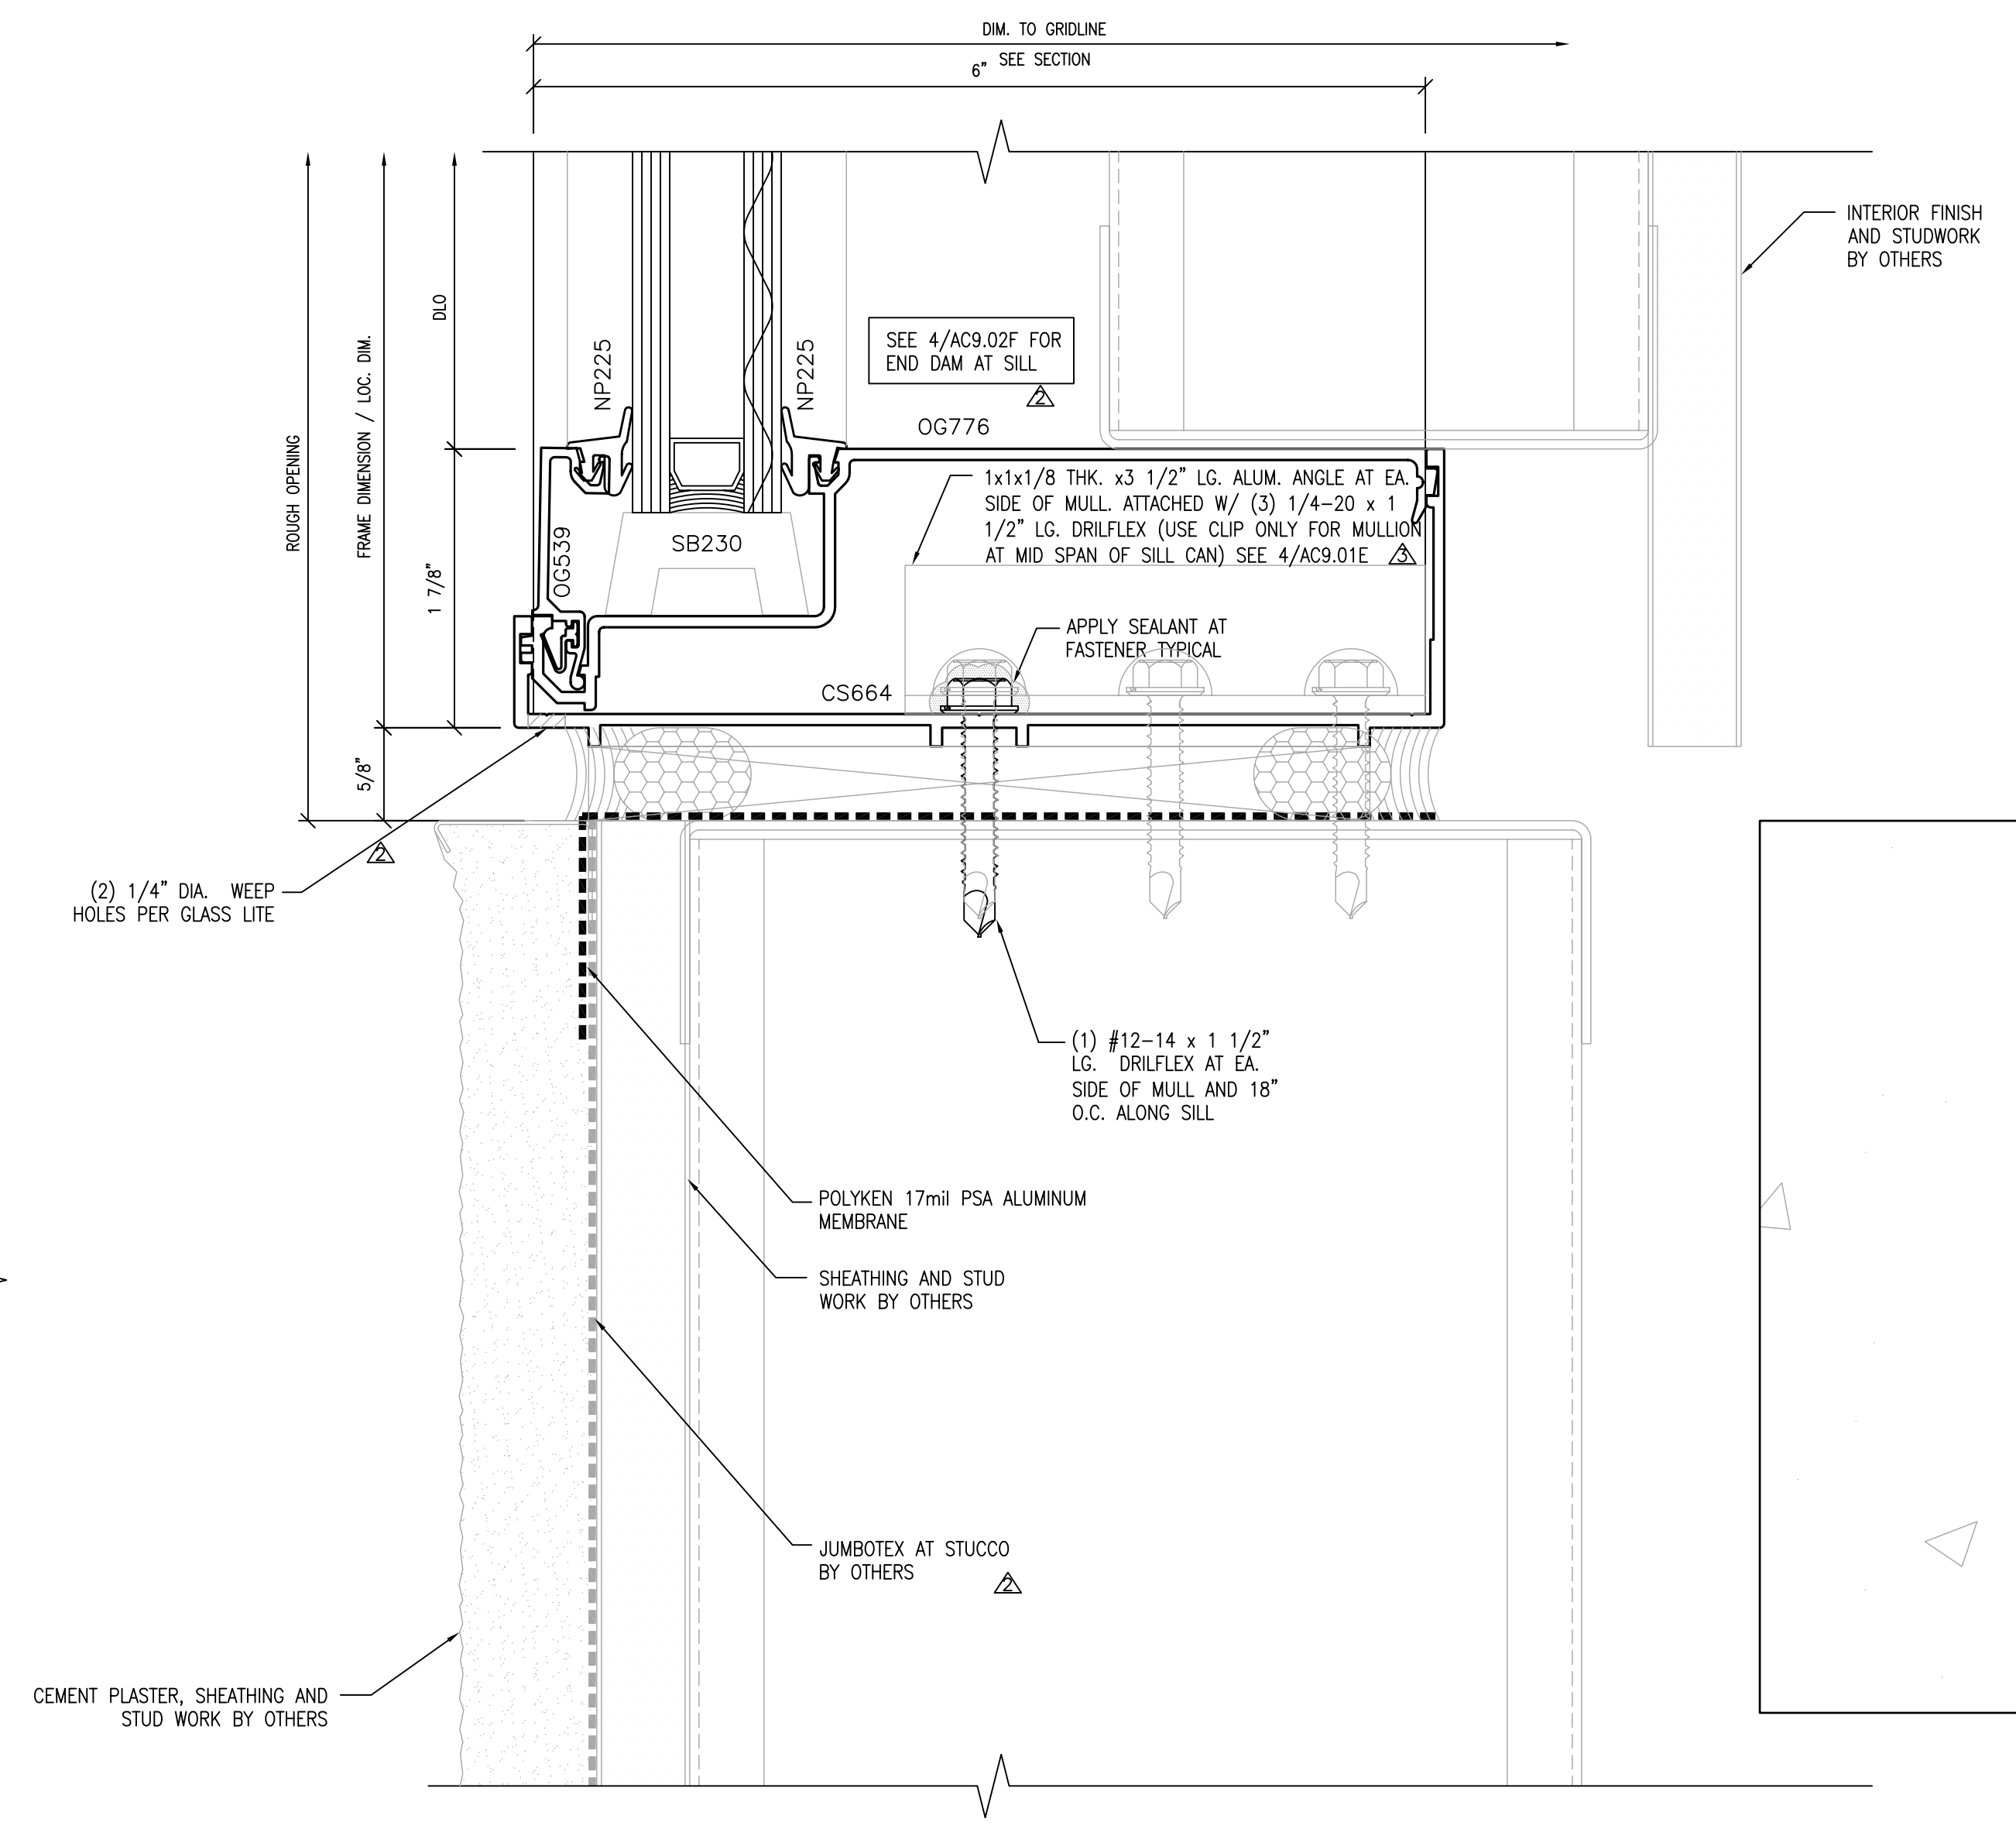 DIM. TO GRIDLINE
6” SEE SECTION
INTERIOR FINISH
AND STUDWORK
BY OTHERS
DLO
FRAME DIMENSION / LOC. DIM.
ROUGH OPENING
NP225
NP225
SEE 4/AC9.02F FOR
END DAM AT SILL
2
OG776
1x1x1/8 THK. x3 1/2” LG. ALUM. ANGLE AT EA.
SIDE OF MULL. ATTACHED W/ (3) 1/4-20 x 1
1/2” LG. DRILFLEX (USE CLIP ONLY FOR MULLION
AT MID SPAN OF SILL CAN) SEE 4/AC9.01E
3
SB230
OG539
1 7/8”
APPLY SEALANT AT
FASTENER TYPICAL
CS664
5/8”
2
(2) 1/4” DIA. WEEP
HOLES PER GLASS LITE
(1) #12-14 x 1 1/2”
LG. DRILFLEX AT EA.
SIDE OF MULL AND 18”
O.C. ALONG SILL
POLYKEN 17mil PSA ALUMINUM
MEMBRANE
SHEATHING AND STUD
WORK BY OTHERS
JUMBOTEX AT STUCCO
BY OTHERS
2
CEMENT PLASTER, SHEATHING AND
STUD WORK BY OTHERS